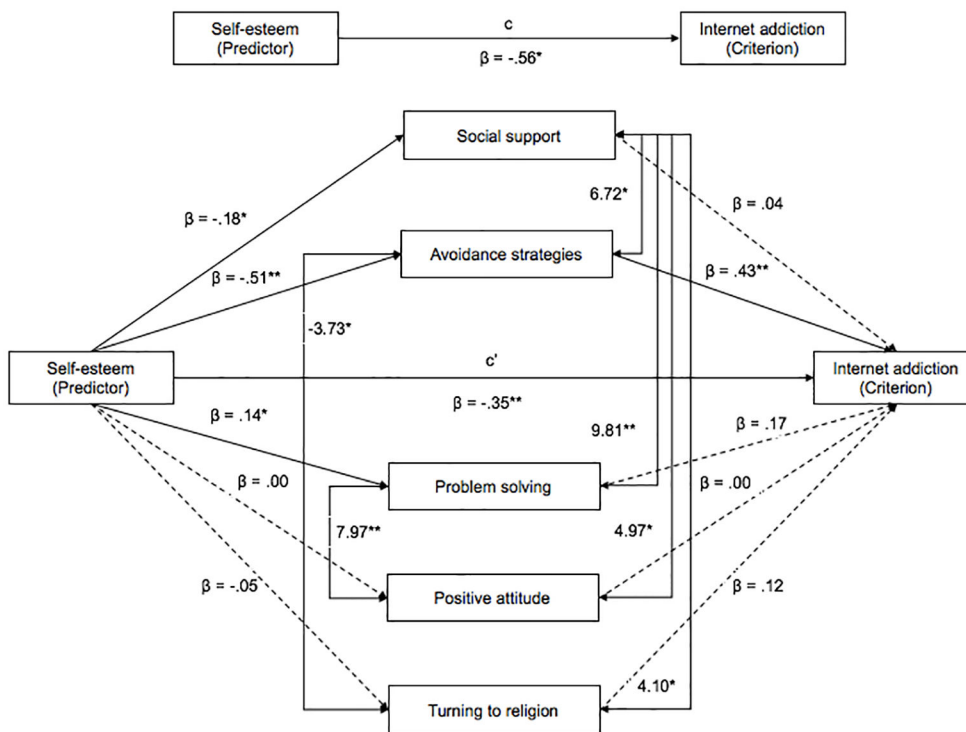 Self-esteem
(Predictor)
c
β = -.56*
Internet addiction
(Criterion)
Social support
6.72*
β = .04
β = -.18*
Avoidance strategies
β = -.51**
β = .43**
-3.73*
Self-esteem
(Predictor)
c'
β = -.35**
Internet addiction
(Criterion)
β = .14*
9.81**
β = .17
β = .00
Problem solving
β = .00
7.97**
4.97*
β = -.05
Positive attitude
β = .12
4.10*
Turning to religion